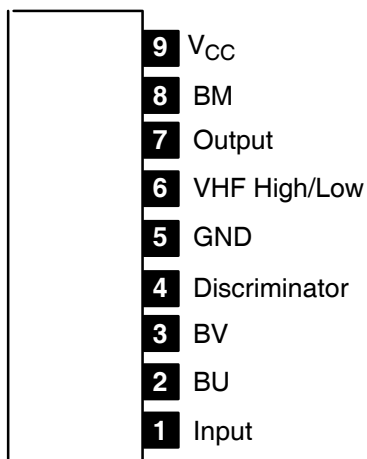 9 VCC
8 BM
7 Output
6 VHF High/Low
5 GND
4 Discriminator
3 BV
2 BU
1 Input